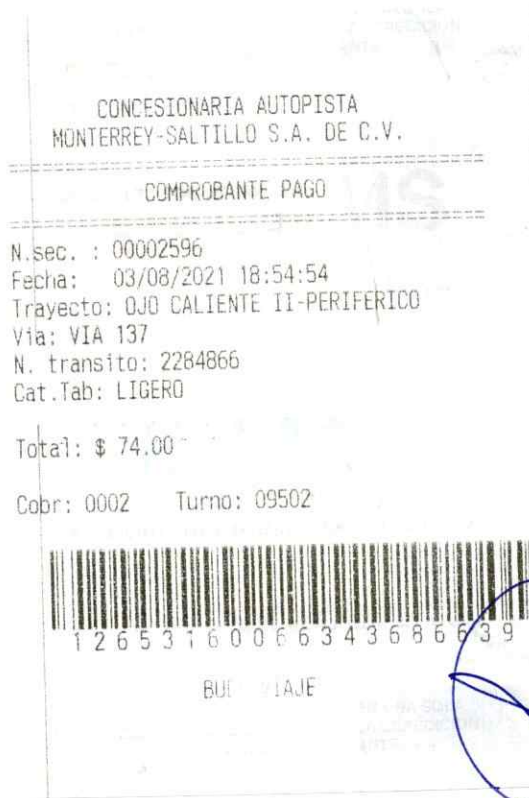 CONCESIONARIA AUTOPISTA
MONTERREY-SALTILLO S.A. DE C.V.
COMPROBANTE PAGO
N.sec. : 00002596
Fecha: 03/08/2021 18:54:54
Trayecto: OJO CALIENTE II-PERIFERICO
Via: VIA 137
N. transito: 2284866
Cat.Tab: LIGERO
Total: $ 74.00
Cobr: 0002 Turno: 09502
12653160066343686639